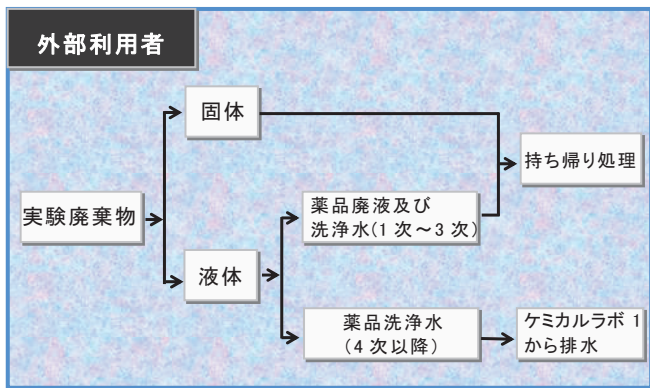 外部利用者
固体
持ち帰り処理
実験廃棄物
薬品廃液及び
洗浄水(1次～3次)
液体
薬品洗浄水
(4次以降)
ケミカルラボ1
から排水